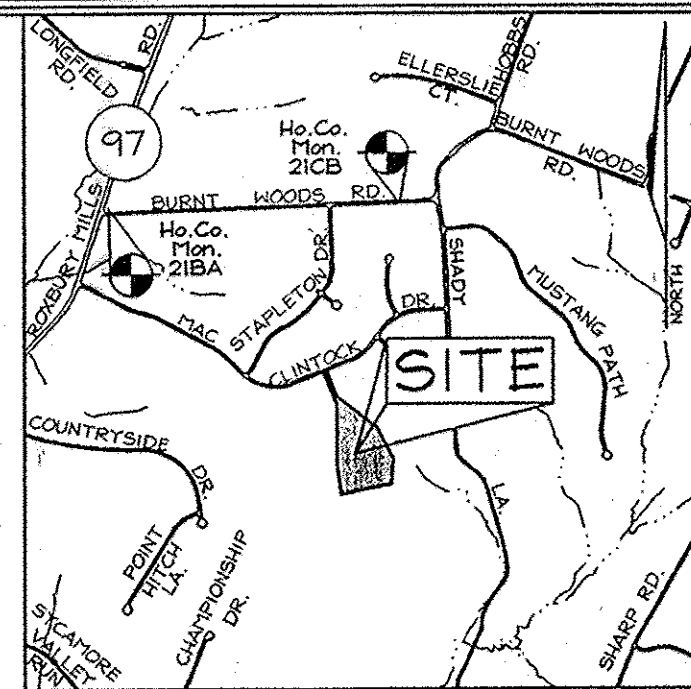 LONGFIELD
RD.
RD.
97
ROXBURY MILLS
ELLERSLIE
CT.
HOBBS
RD.
BURNT WOODS
RD.
Ho.Co.
Mon.
21CB
BURNT WOODS RD.
Ho.Co.
Mon.
21BA
STAPLETON DR.
SHADY
LA.
MUSTANG PATH
NORTH
MAC CLINTOCK DR.
SITE
COUNTRYSIDE
DR.
POINT
HITCH
LA.
CHAMPIONSHIP
DR.
SYCAMORE
VALLEY
RUN
SHARP RD.